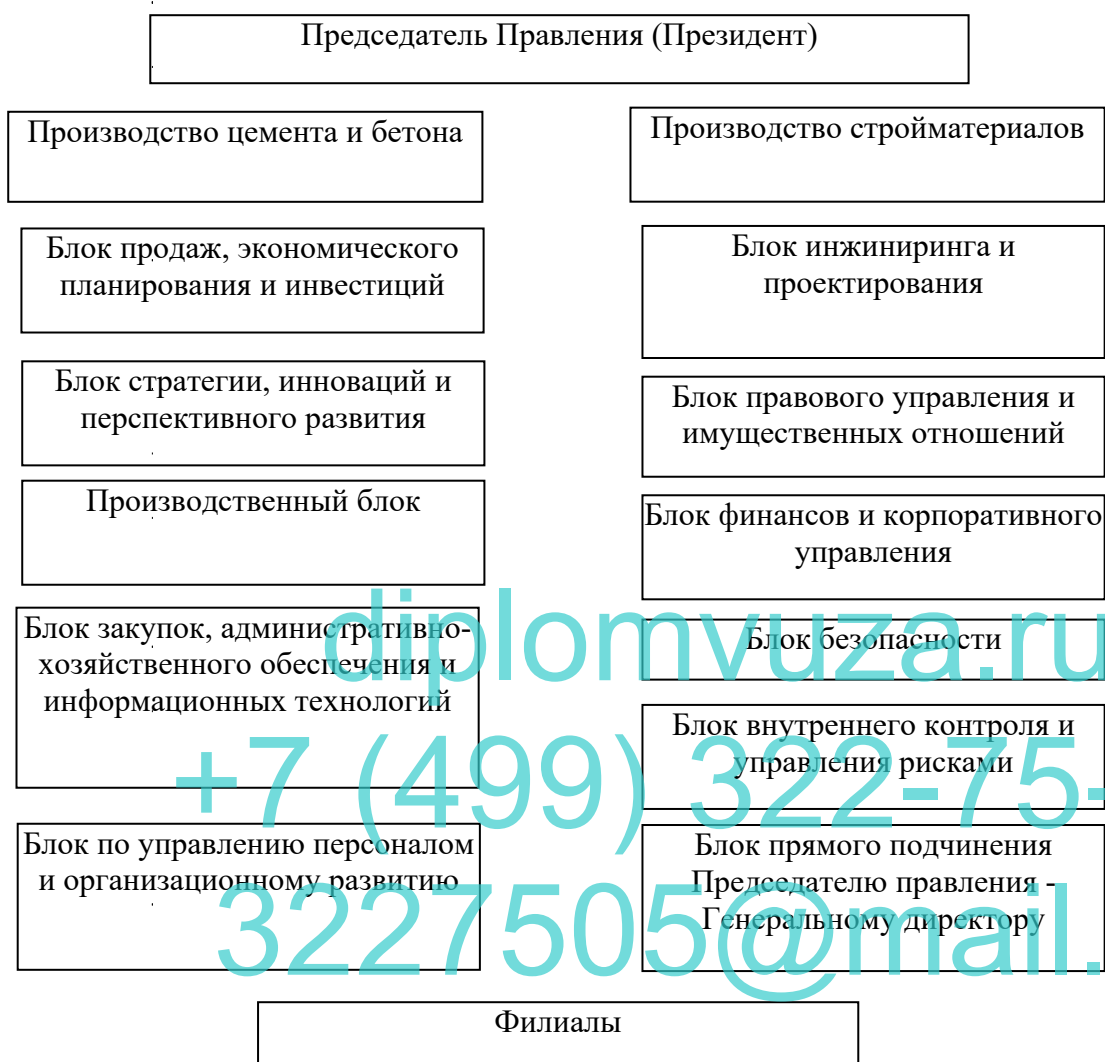 Председатель Правления (Президент)
Производство цемента и бетона
Производство стройматериалов
Блок продаж, экономического
планирования и инвестиций
Блок инжиниринга и
проектирования
Блок стратегии, инноваций и
перспективного развития
Блок правового управления и
имущественных отношений
Производственный блок
Блок финансов и корпоративного
управления
Блок закупок, административно-
хозяйственного обеспечения и
информационных технологий
Блок безопасности
Блок внутреннего контроля и
управления рисками
Блок по управлению персоналом
и организационному развитию
Блок прямого подчинения
Председателю правления -
Генеральному директору
Филиалы
diplomvuza.ru
+7 (499) 322-75-
3227505@mail.